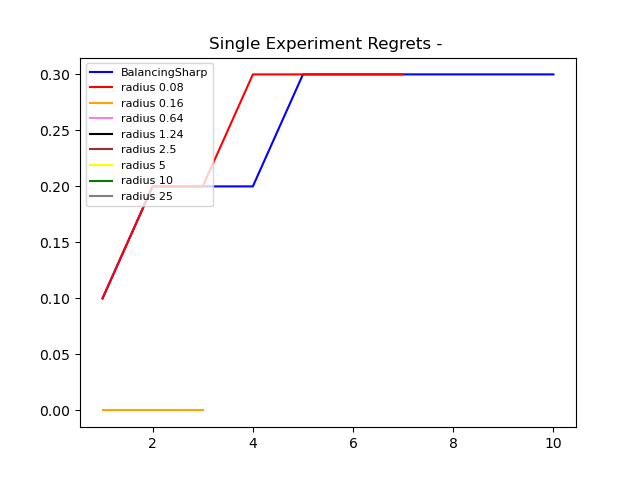 Single Experiment Regrets -
0.30
0.25
0.20
0.15
0.10
0.05
0.00
BalancingSharp
radius 0.08
radius 0.16
radius 0.64
radius 1.24
radius 2.5
radius 5
radius 10
radius 25
2
4
6
8
10